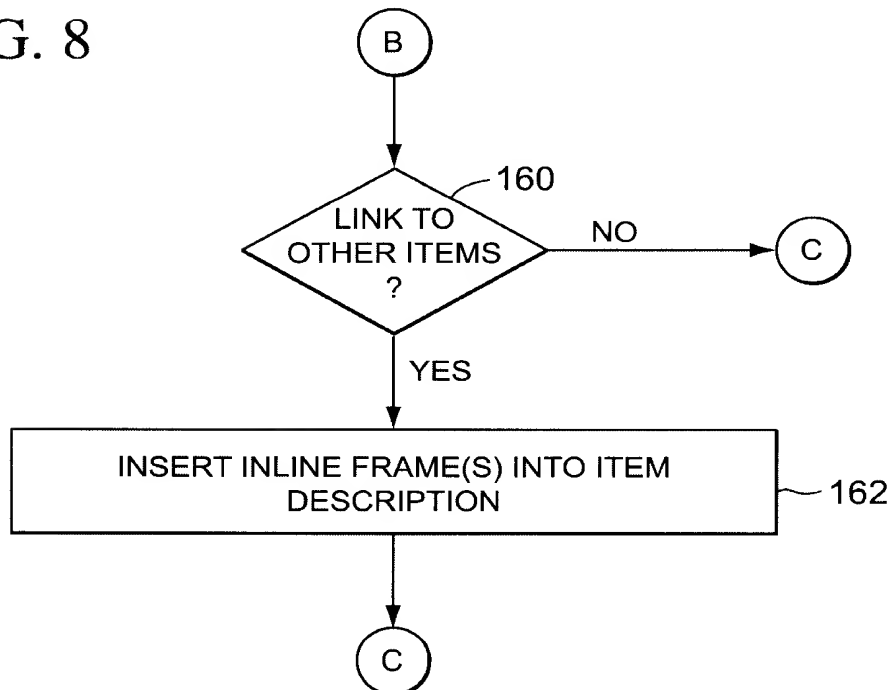 G. 8
B
160
LINK TO
OTHER ITEMS
?
NO
C
YES
INSERT INLINE FRAME(S) INTO ITEM
DESCRIPTION
162
C